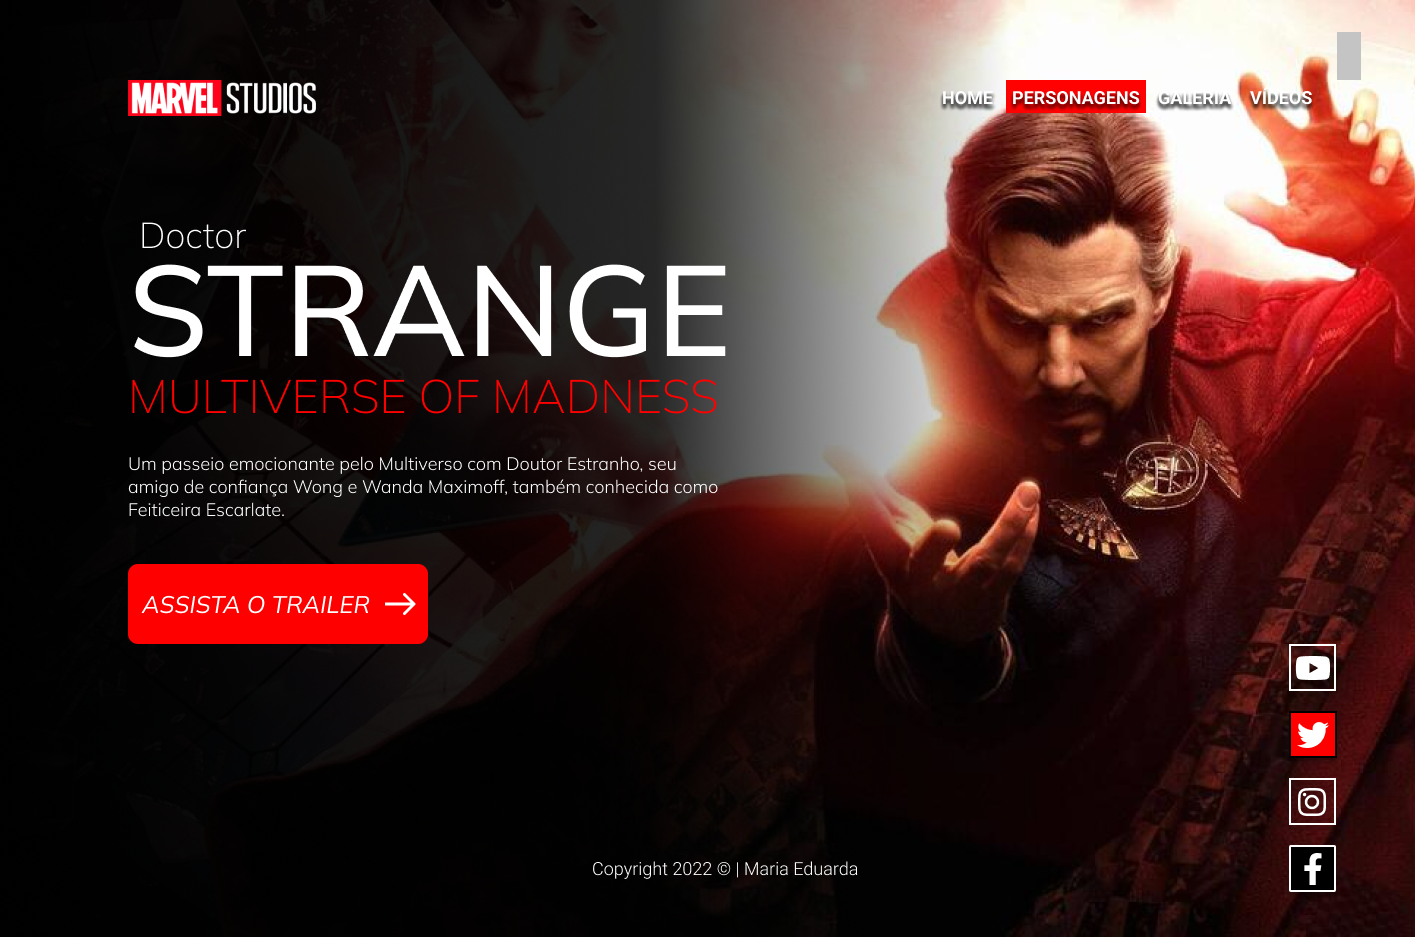 MARVEL STUDIOS
HOME PERSONAGENS GALERIA VÍDEOS
Doctor
STRANGE
MULTIVERSE OF MADNESS
Um passeio emocionante pelo Multiverso com Doutor Estranho, seu
amigo de confiança Wong e Wanda Maximoff, também conhecida como
Feiticeira Escarlate.
ASSISTA O TRAILER
Copyright 2022 © | Maria Eduarda